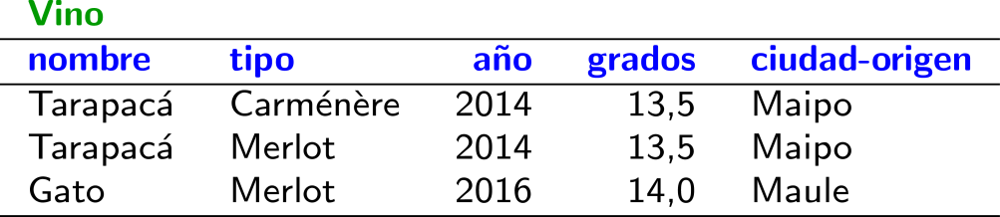 Vino
nombre tipo año grados ciudad-origen
Tarapacá Carménère 2014 13,5 Maipo
Tarapacá Merlot 2014 13,5 Maipo
Gato Merlot 2016 14,0 Maule